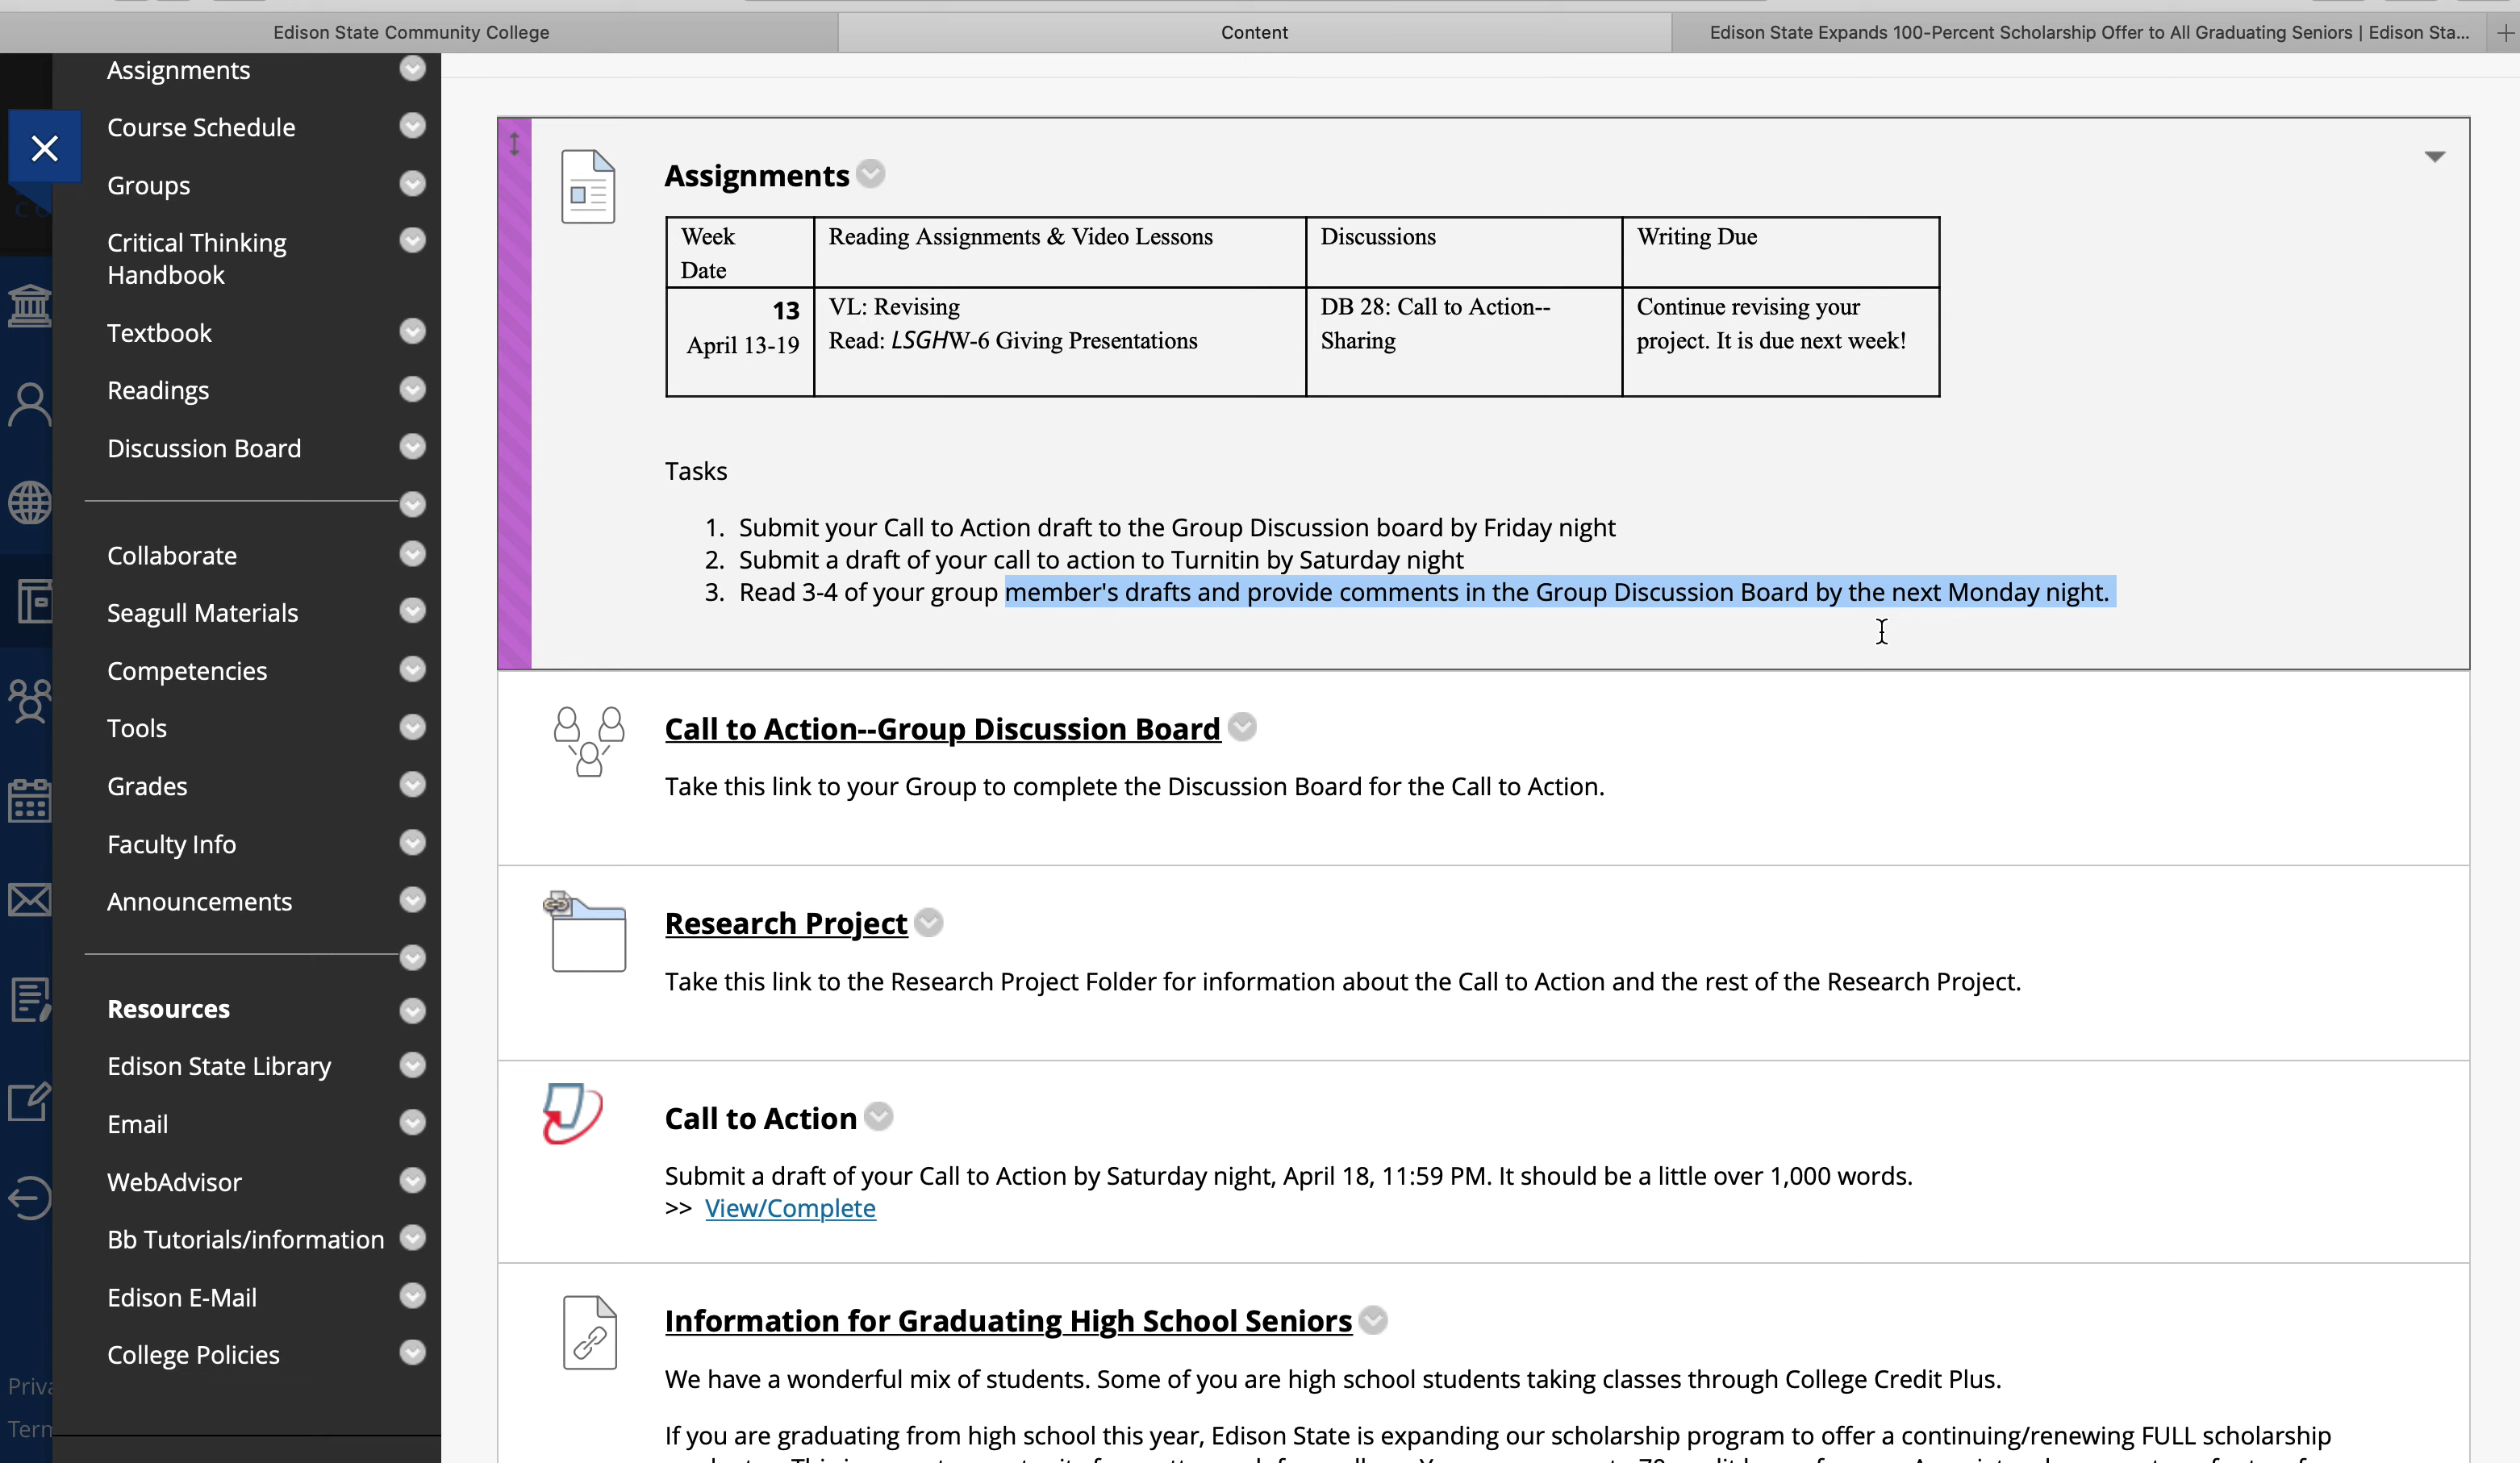 Edison State Community College
Content
Edison State Expands 100-Percent Scholarship Offer to All Graduating Seniors | Edison Sta...
Assignments
Course Schedule
Groups
Critical Thinking
Handbook
Textbook
Readings
Discussion Board
Collaborate
Seagull Materials
Competencies
Tools
Grades
Faculty Info
Announcements
Resources
Edison State Library
Email
WebAdvisor
Bb Tutorials/information
Edison E-Mail
College Policies
Priva
Term
Assignments
Week
Date
Reading Assignments & Video Lessons
Discussions
Writing Due
13
April 13-19
VL: Revising
Read: LSGHW-6 Giving Presentations
DB 28: Call to Action--
Sharing
Continue revising your
project. It is due next week!
Tasks
1. Submit your Call to Action draft to the Group Discussion board by Friday night
2. Submit a draft of your call to action to Turnitin by Saturday night
3. Read 3-4 of your group member's drafts and provide comments in the Group Discussion Board by the next Monday night.
Call to Action--Group Discussion Board
Take this link to your Group to complete the Discussion Board for the Call to Action.
Research Project
Take this link to the Research Project Folder for information about the Call to Action and the rest of the Research Project.
Call to Action
Submit a draft of your Call to Action by Saturday night, April 18, 11:59 PM. It should be a little over 1,000 words.
>> View/Complete
Information for Graduating High School Seniors
We have a wonderful mix of students. Some of you are high school students taking classes through College Credit Plus.
If you are graduating from high school this year, Edison State is expanding our scholarship program to offer a continuing/renewing FULL scholarship